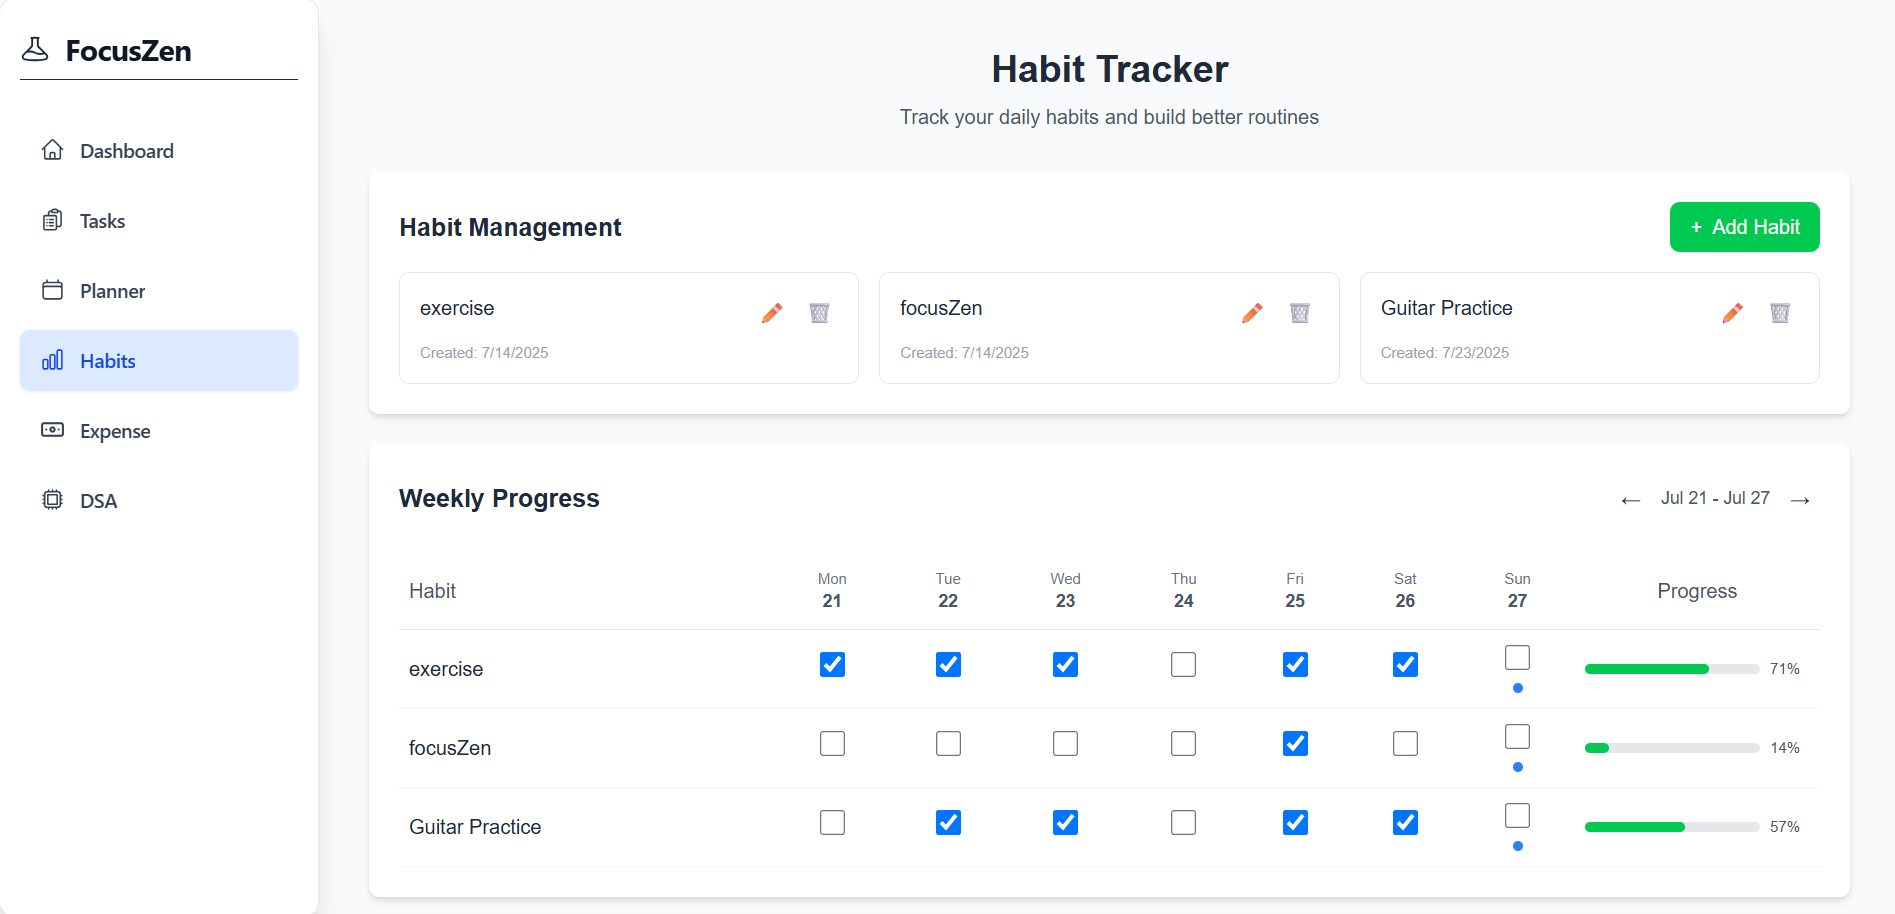 FocusZen
Dashboard
Tasks
Planner
Habits
Expense
DSA
Habit Tracker
Track your daily habits and build better routines
Habit Management
+ Add Habit
exercise
Created: 7/14/2025
focusZen
Created: 7/14/2025
Guitar Practice
Created: 7/23/2025
Weekly Progress
← Jul 21 - Jul 27 →
Habit Mon 21 Tue 22 Wed 23 Thu 24 Fri 25 Sat 26 Sun 27 Progress
exercise 71%
focusZen 14%
Guitar Practice 57%